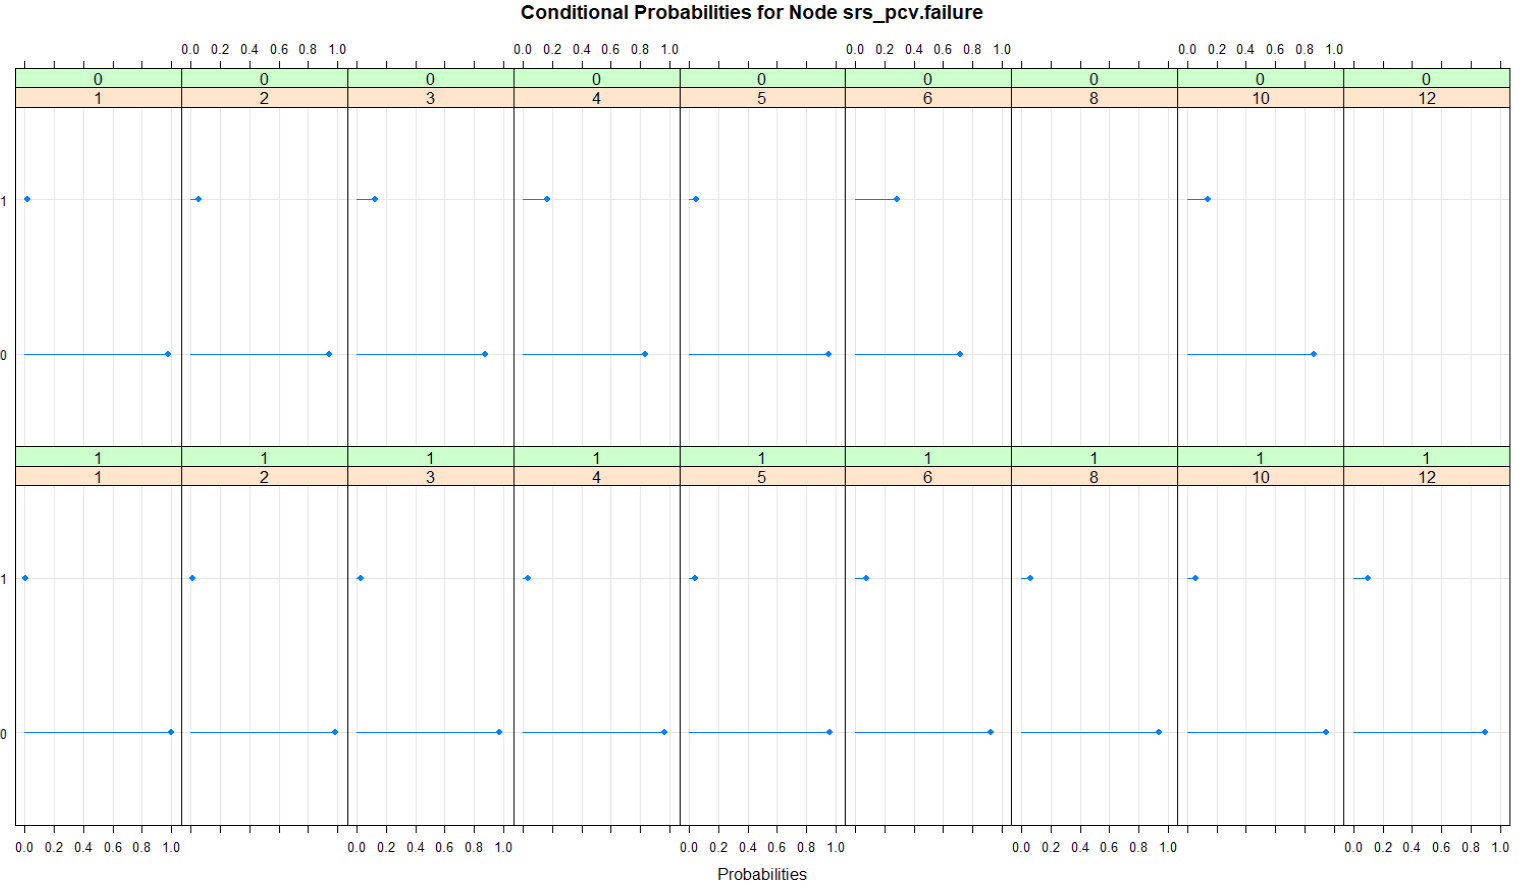 Conditional Probabilities for Node srs_pcv.failure
0.0 0.2 0.4 0.6 0.8 1.0 0.0 0.2 0.4 0.6 0.8 1.0 0.0 0.2 0.4 0.6 0.8 1.0 0.0 0.2 0.4 0.6 0.8 1.0
0 0 0 0 0 0 0 0 0
1 2 3 4 5 6 8 10 12
1
0
1 1 1 1 1 1 1 1 1
1 2 3 4 5 6 8 10 12
1
0
0.0 0.2 0.4 0.6 0.8 1.0 0.0 0.2 0.4 0.6 0.8 1.0 0.0 0.2 0.4 0.6 0.8 1.0 0.0 0.2 0.4 0.6 0.8 1.0 0.0 0.2 0.4 0.6 0.8 1.0
Probabilities